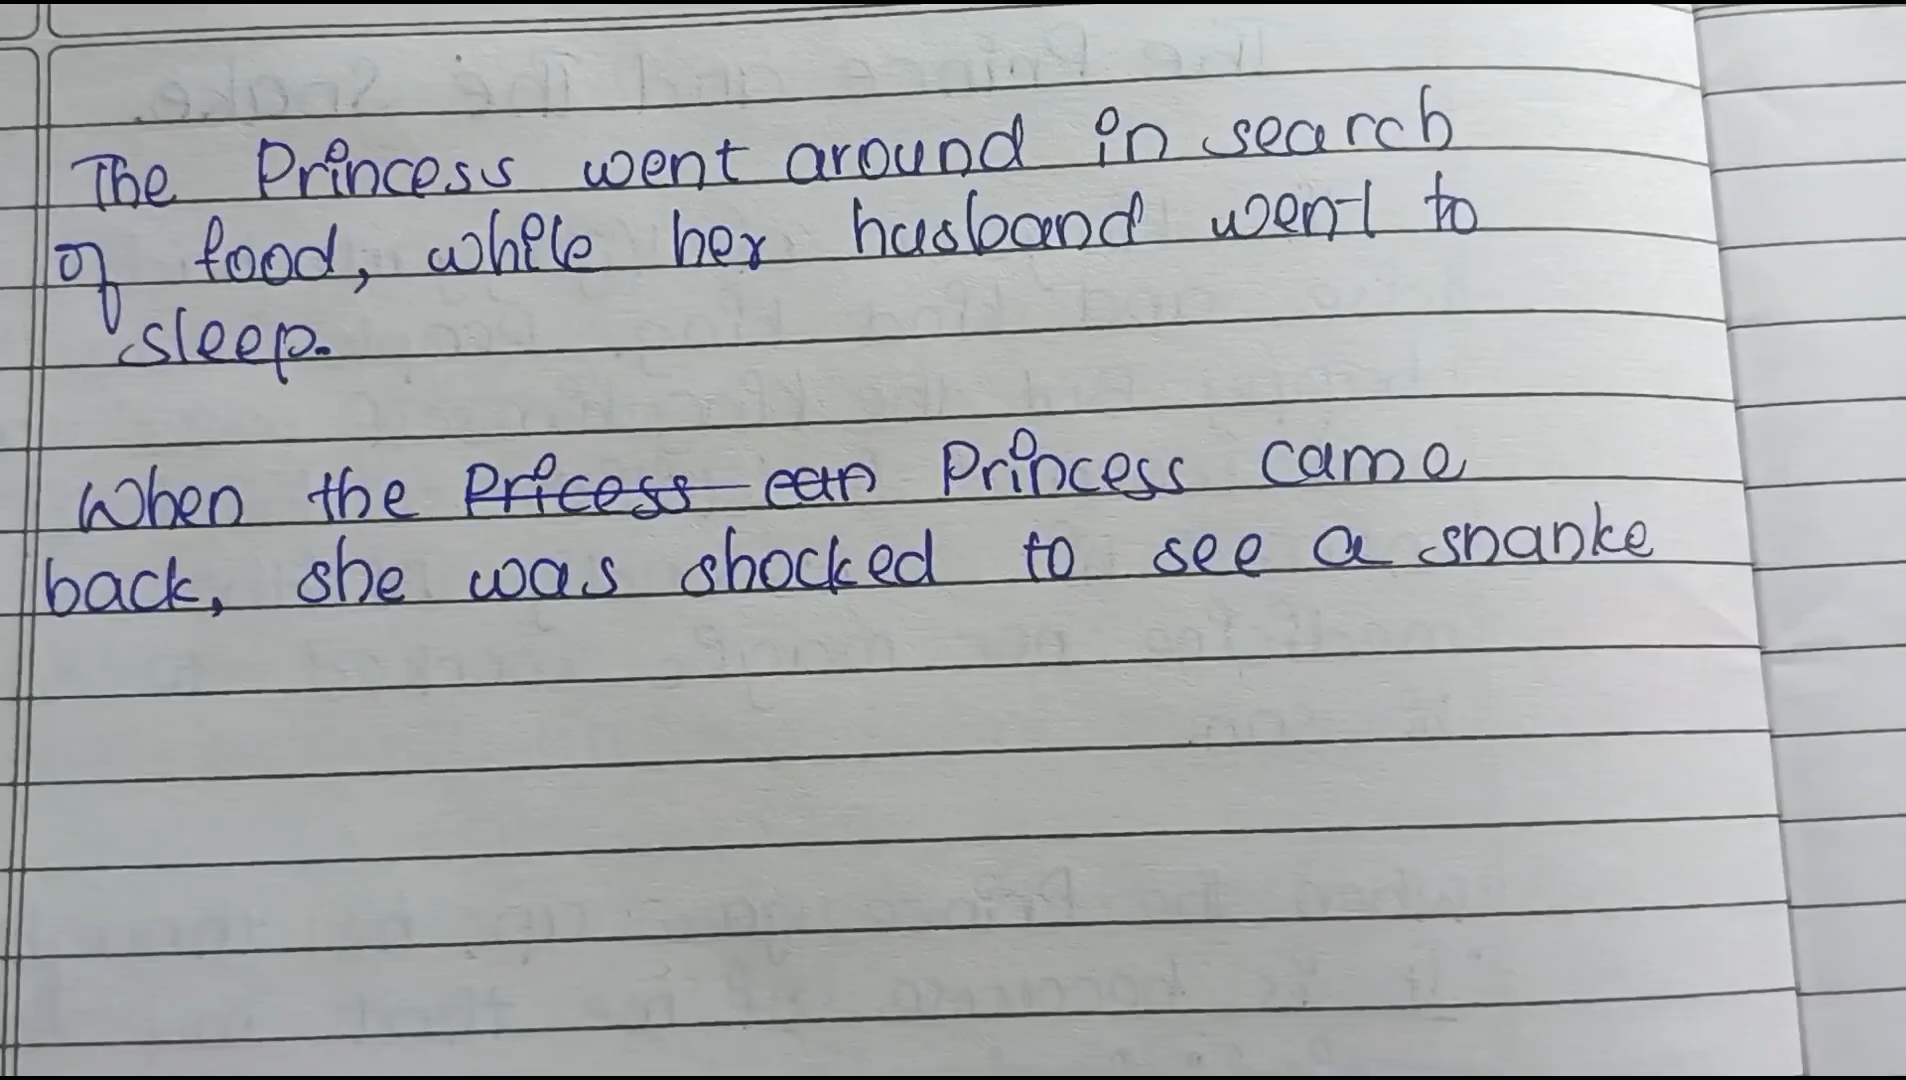 The Princess went around in search
of food, while her husband went to
sleep.
When the Pricess can Princess came
back, she was shocked to see a snanke